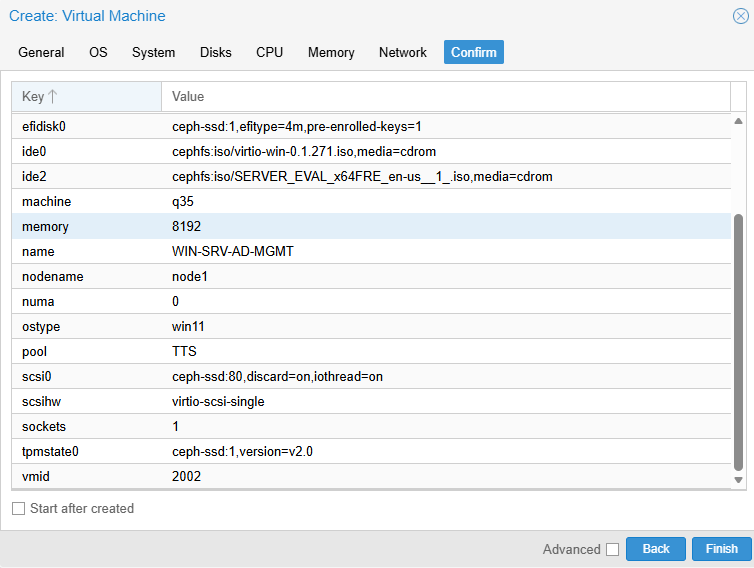 Create: Virtual Machine
General OS System Disks CPU Memory Network Confirm
Key Value
efidisk0 ceph-ssd:1,efitype=4m,pre-enrolled-keys=1
ide0 cephfs:iso/virtio-win-0.1.271.iso,media=cdrom
ide2 cephfs:iso/SERVER_EVAL_x64FRE_en-us__1_.iso,media=cdrom
machine q35
memory 8192
name WIN-SRV-AD-MGMT
nodename node1
numa 0
ostype win11
pool TTS
scsi0 ceph-ssd:80,discard=on,iothread=on
scsihw virtio-scsi-single
sockets 1
tpmstate0 ceph-ssd:1,version=v2.0
vmid 2002
Start after created
Advanced Back Finish